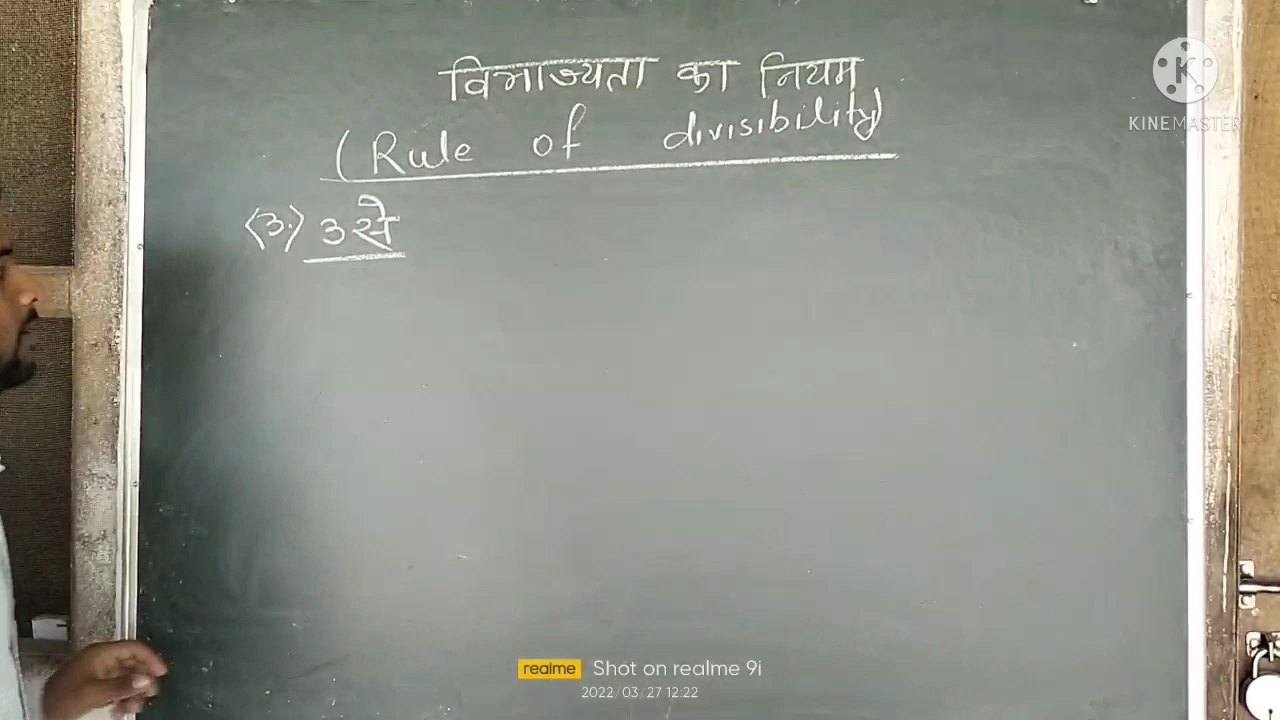 विभाज्यता का नियम
(Rule of divisibility)
(3.) 3 से
KINEMASTER
realme Shot on realme 9i
2022/03/27 12:22